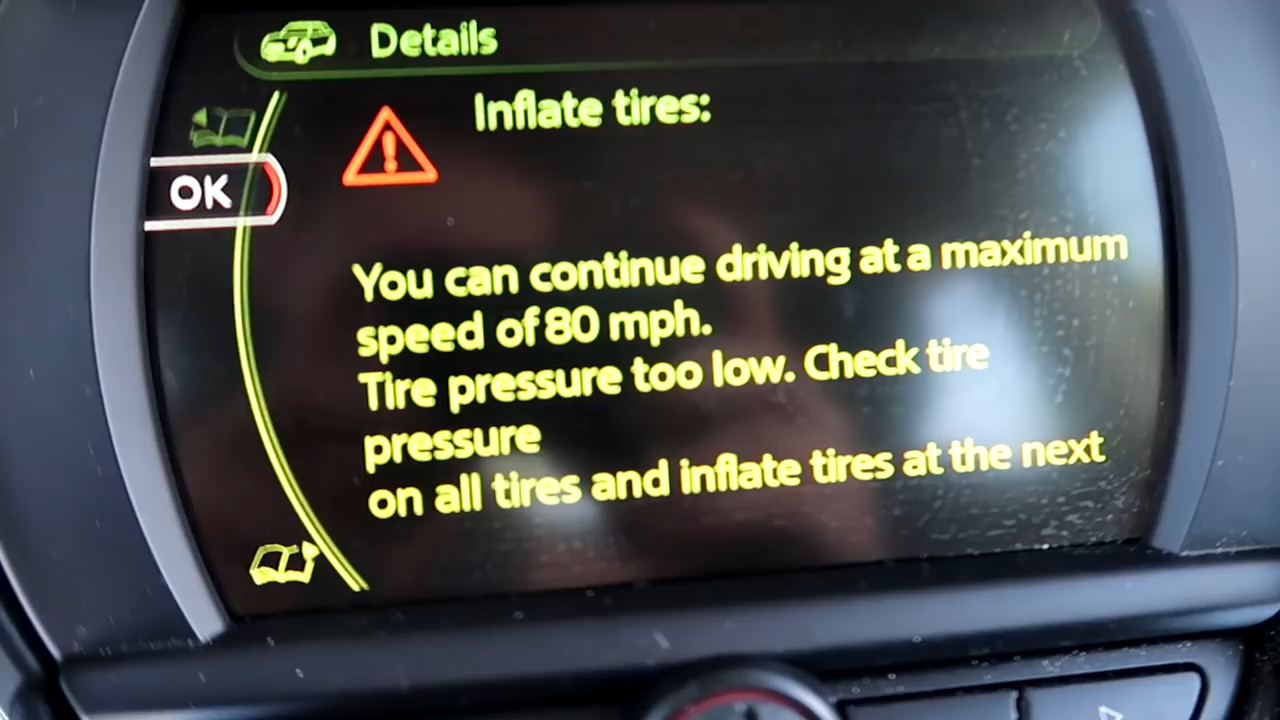 Details
Inflate tires:
OK
You can continue driving at a maximum
speed of 80 mph.
Tire pressure too low. Check tire
pressure
on all tires and inflate tires at the next